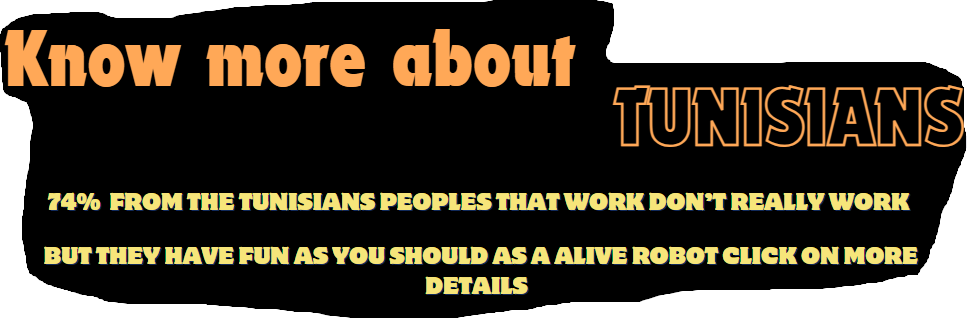 Know more about
TUNISIANS
74% FROM THE TUNISIANS PEOPLES THAT WORK DON'T REALLY WORK
BUT THEY HAVE FUN AS YOU SHOULD AS A ALIVE ROBOT CLICK ON MORE
DETAILS